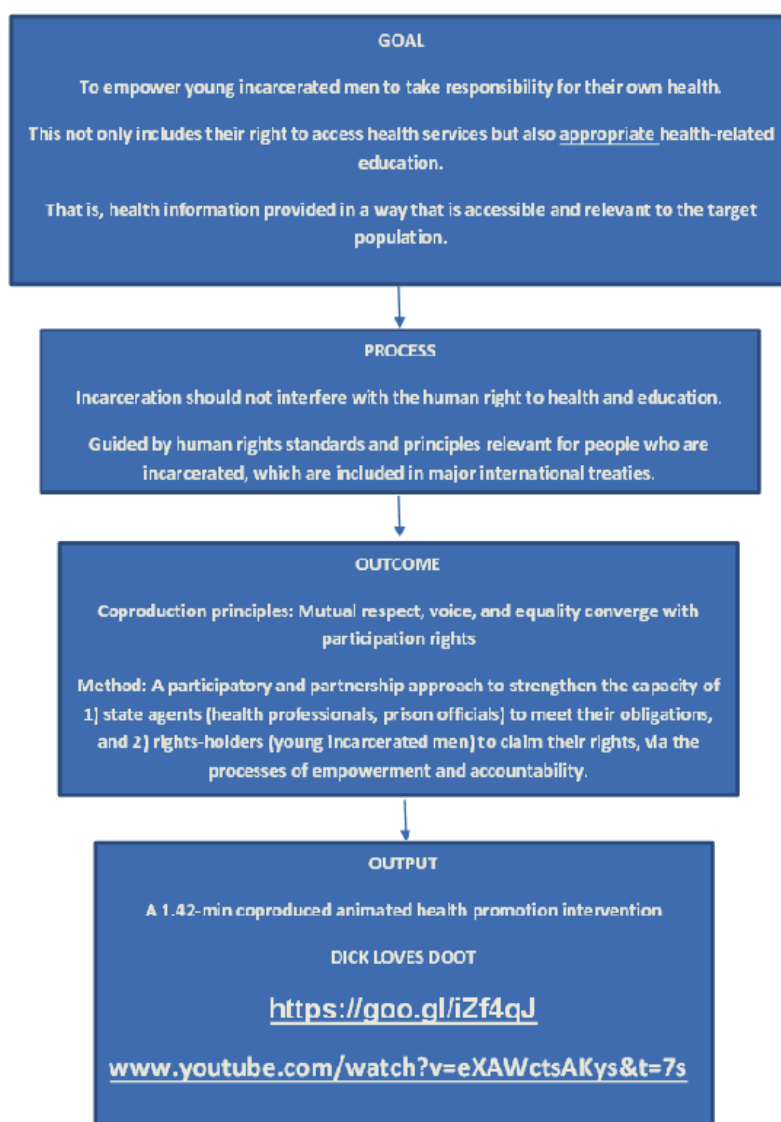 GOAL
To empower young incarcerated men to take responsibility for their own health.
This not only includes their right to access health services but also appropriate health-related
education.
That is, health information provided in a way that is accessible and relevant to the target
population.
PROCESS
Incarceration should not interfere with the human right to health and education.
Guided by human rights standards and principles relevant for people who are
incarcerated, which are included in major international treaties.
OUTCOME
Coproduction principles: Mutual respect, voice, and equality converge with
participation rights
Method: A participatory and partnership approach to strengthen the capacity of
1) state agents (health professionals, prison officials) to meet their obligations,
and 2) rights-holders (young incarcerated men) to claim their rights, via the
processes of empowerment and accountability.
OUTPUT
A 1.42-min coproduced animated health promotion intervention
DICK LOVES DOOT
https://goo.gl/iZf4qJ
www.youtube.com/watch?v=eXAWctsAKys&t=7s